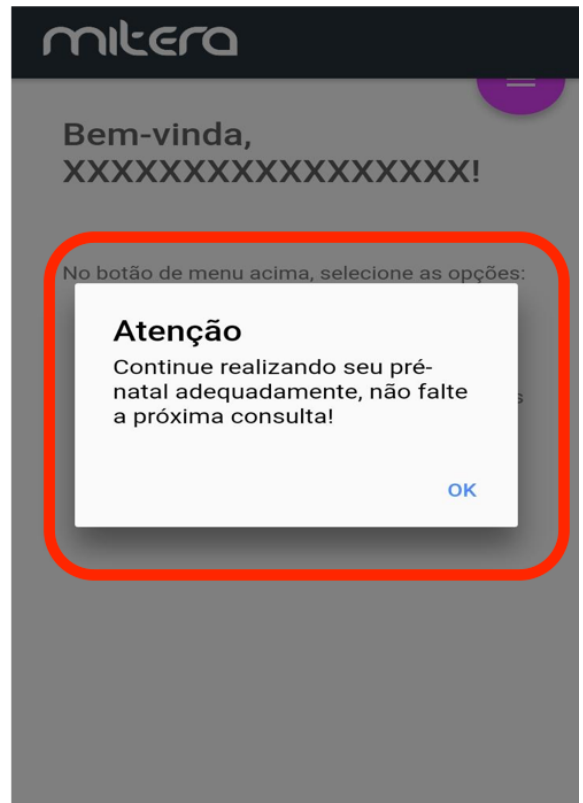 mitera
Bem-vinda,
XXXXXXXXXXXXXXXXX!
No botão de menu acima, selecione as opções:
Atenção
Continue realizando seu pré-
natal adequadamente, não falte
a próxima consulta!
OK